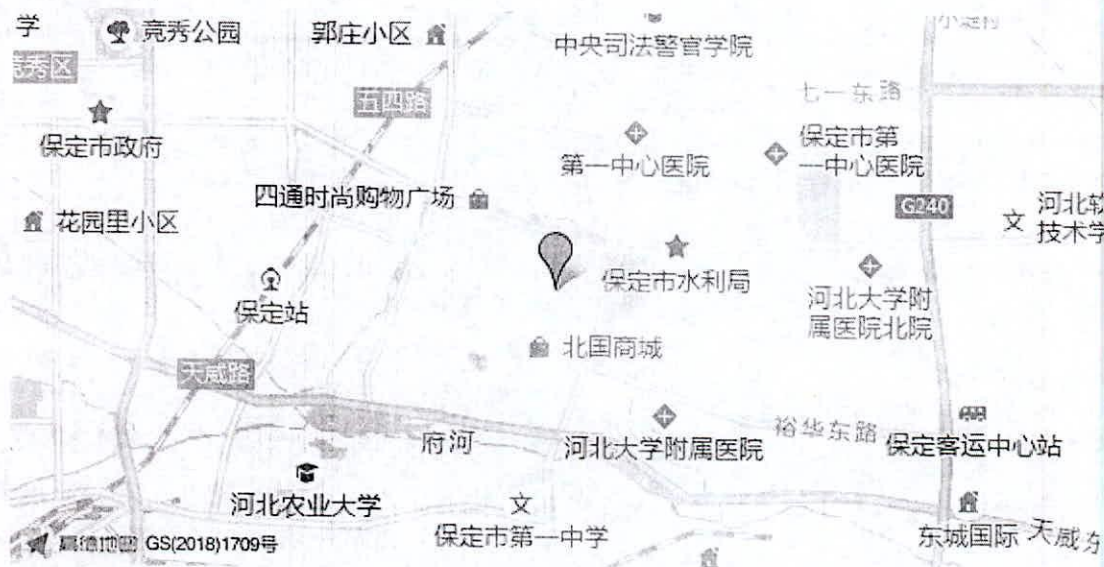 学
竞秀公园
郭庄小区
中央司法警官学院
竞秀区
五四路
七一东路
保定市政府
第一中心医院
保定市第
一中心医院
四通时尚购物广场
G240
河北软
技术学
花园里小区
保定市水利局
河北大学附
属医院北院
保定站
北国商城
天威路
府河
河北大学附属医院
裕华东路
保定客运中心站
河北农业大学
保定市第一中学
东城国际
天威东
高德地图 GS(2018)1709号